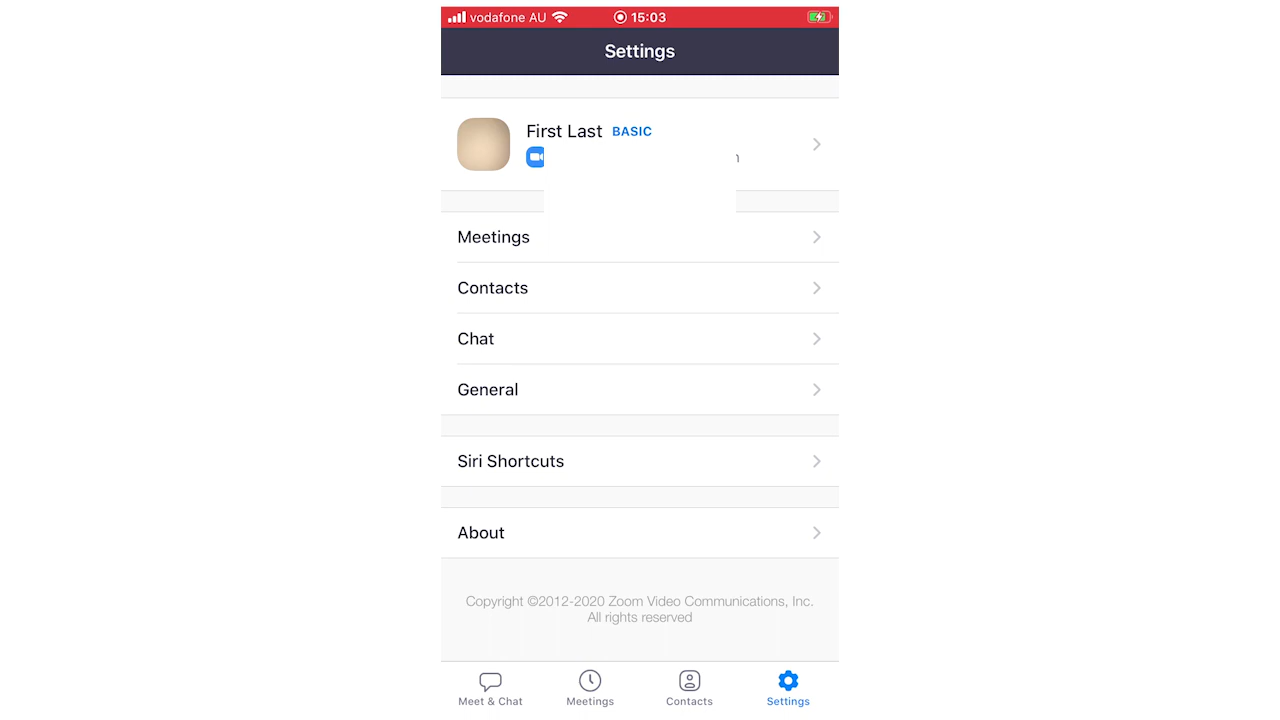 vodafone AU 15:03
Settings
First Last BASIC
Meetings
Contacts
Chat
General
Siri Shortcuts
About
Copyright ©2012-2020 Zoom Video Communications, Inc.
All rights reserved
Meet & Chat Meetings Contacts Settings